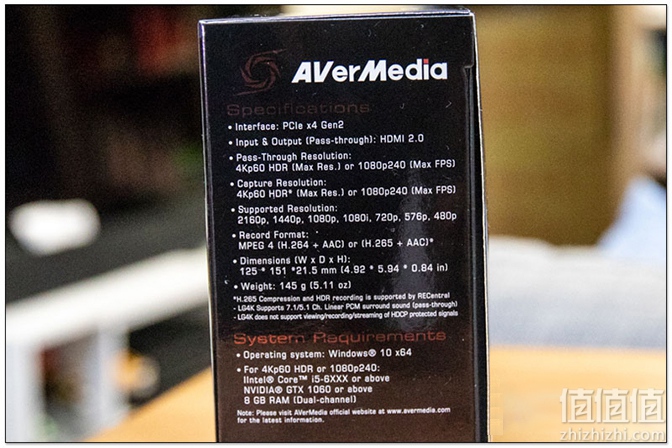 AVerMedia
Specifications
• Interface: PCIe x4 Gen2
• Input & Output (Pass-through): HDMI 2.0
• Pass-Through Resolution:
4Kp60 HDR (Max Res.) or 1080p240 (Max FPS)
• Capture Resolution:
4Kp60 HDR* (Max Res.) or 1080p240 (Max FPS)
• Supported Resolution:
2160p, 1440p, 1080p, 1080i, 720p, 576p, 480p
• Record Format:
MPEG 4 (H.264 + AAC) or (H.265 + AAC)*
• Dimensions (W x D x H):
125 * 151 *21.5 mm (4.92 * 5.94 * 0.84 in)
• Weight: 145 g (5.11 oz)
*H.265 Compression and HDR recording is supported by RECentral
- LG4K Supports 7.1/5.1 Ch. Linear PCM surround sound (pass-through)
- LG4K does not support viewing/recording/streaming of HDCP protected signals
System Requirements
• Operating system: Windows® 10 x64
• For 4Kp60 HDR or 1080p240:
IIntel® Core™ i5-6XXX or above
NVIDIA® GTX 1060 or above
8 GB RAM (Dual-channel)
Note: Please visit AVerMedia official website at www.avermedia.com
for the latest information.
值值值
zhizhizhi.com